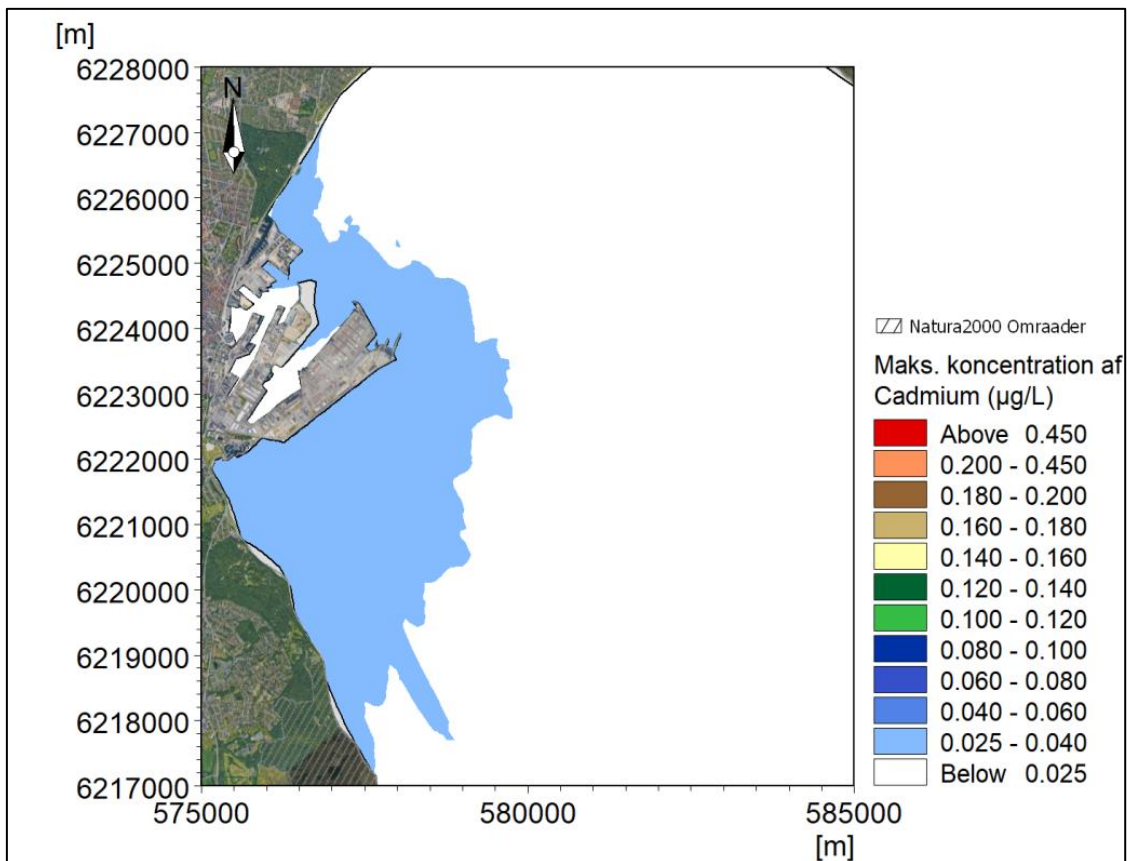 [m]
6228000
N
6227000
6226000
6225000
6224000
6223000
6222000
6221000
6220000
6219000
6218000
6217000
575000
580000
585000
[m]
Natura2000 Omraader
Maks. koncentration af
Cadmium (µg/L)
Above 0.450
0.200 - 0.450
0.180 - 0.200
0.160 - 0.180
0.140 - 0.160
0.120 - 0.140
0.100 - 0.120
0.080 - 0.100
0.060 - 0.080
0.040 - 0.060
0.025 - 0.040
Below 0.025